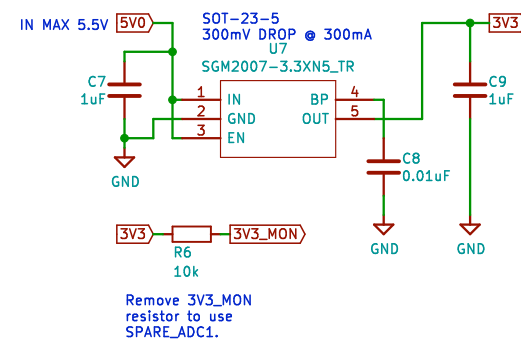 IN MAX 5.5V
5V0
SOT-23-5
300mV DROP @ 300mA
U7
SGM2007-3.3XN5_TR
3V3
C7
1uF
1
IN
2
GND
3
EN
BP
4
OUT
5
C9
1uF
C8
0.01uF
GND
GND
GND
3V3
3V3_MON
R6
10k
Remove 3V3_MON
resistor to use
SPARE_ADC1.